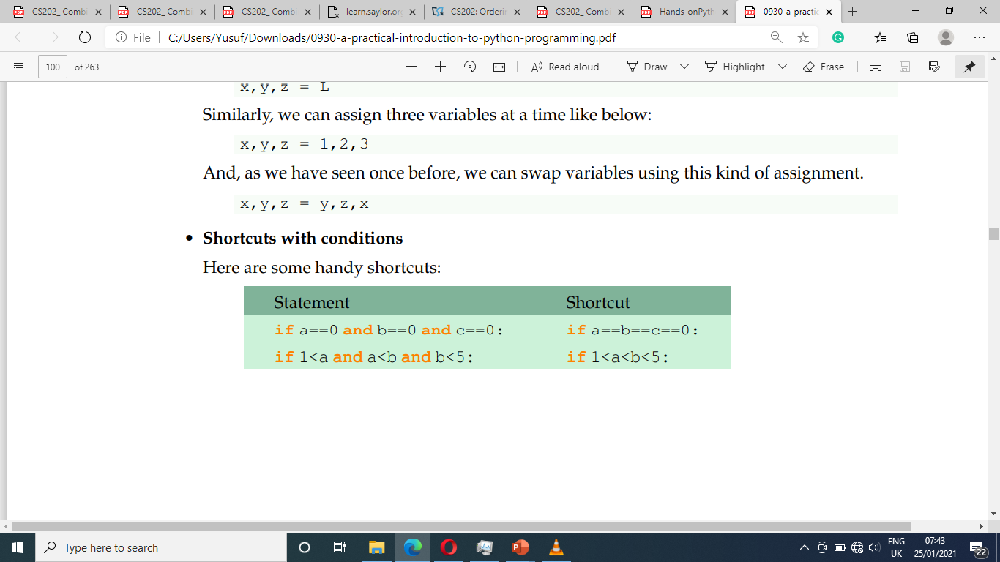 CS202_ Combi
CS202_ Combi
CS202_ Combi
learn.saylor.org
CS202: Orderin
CS202_ Combi
Hands-onPyth
0930-a-practic
File
C:/Users/Yusuf/Downloads/0930-a-practical-introduction-to-python-programming.pdf
100 of 263
Read aloud
Draw
Highlight
Erase
x,y,z = L
Similarly, we can assign three variables at a time like below:
x,y,z = 1,2,3
And, as we have seen once before, we can swap variables using this kind of assignment.
x,y,z = y,z,x
• Shortcuts with conditions
Here are some handy shortcuts:
Statement Shortcut
if a==0 and b==0 and c==0: if a==b==c==0:
if 1<a and a<b and b<5: if 1<a<b<5:
Type here to search
ENG
UK
07:43
25/01/2021
22